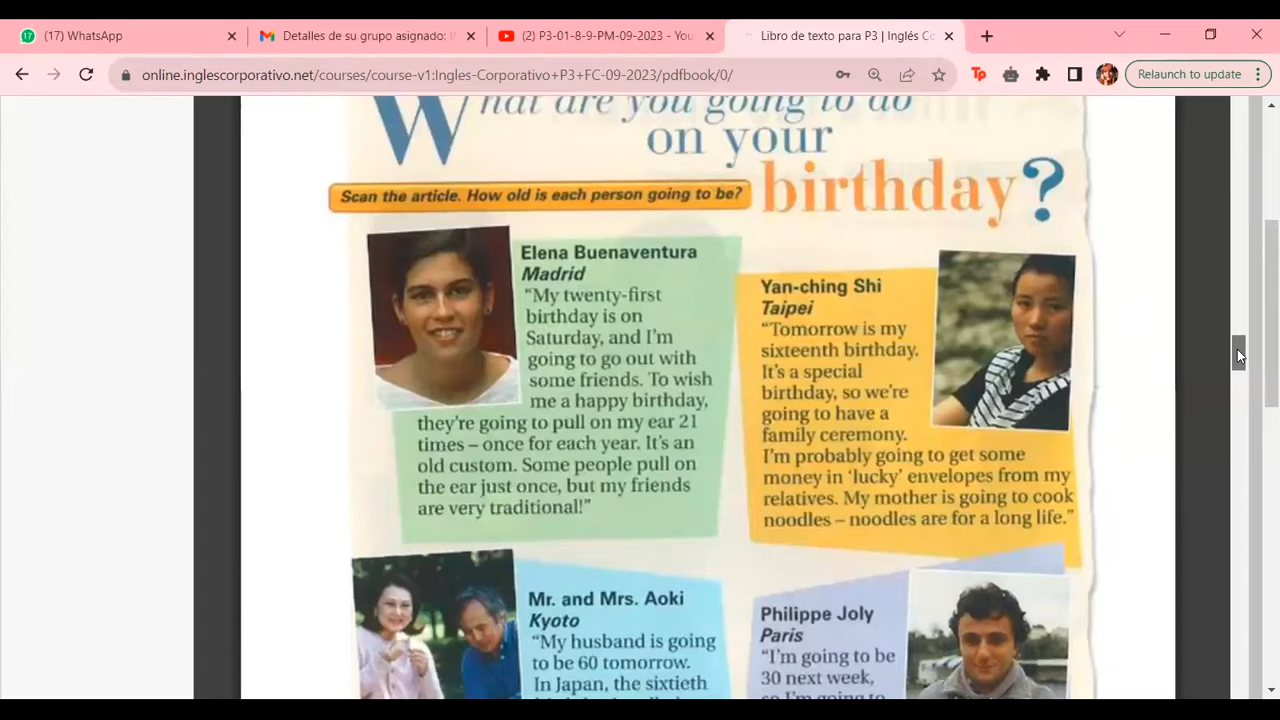 (17) WhatsApp
Detalles de su grupo asignado: I
(2) P3-01-8-9-PM-09-2023 - You
Libro de texto para P3 | Inglés Co
online.inglescorporativo.net/courses/course-v1:Ingles-Corporativo+P3+FC-09-2023/pdfbook/0/
Relaunch to update
What are you going to do
on your
birthday?
Scan the article. How old is each person going to be?
Elena Buenaventura
Madrid
"My twenty-first
birthday is on
Saturday, and I'm
going to go out with
some friends. To wish
me a happy birthday,
they're going to pull on my ear 21
times – once for each year. It's an
old custom. Some people pull on
the ear just once, but my friends
are very traditional!"
Yan-ching Shi
Taipei
"Tomorrow is my
sixteenth birthday.
It's a special
birthday, so we're
going to have a
family ceremony.
I'm probably going to get some
money in 'lucky' envelopes from my
relatives. My mother is going to cook
noodles – noodles are for a long life."
Mr. and Mrs. Aoki
Kyoto
"My husband is going
to be 60 tomorrow.
In Japan, the sixtieth
Philippe Joly
Paris
"I'm going to be
30 next week,
so I'm going to